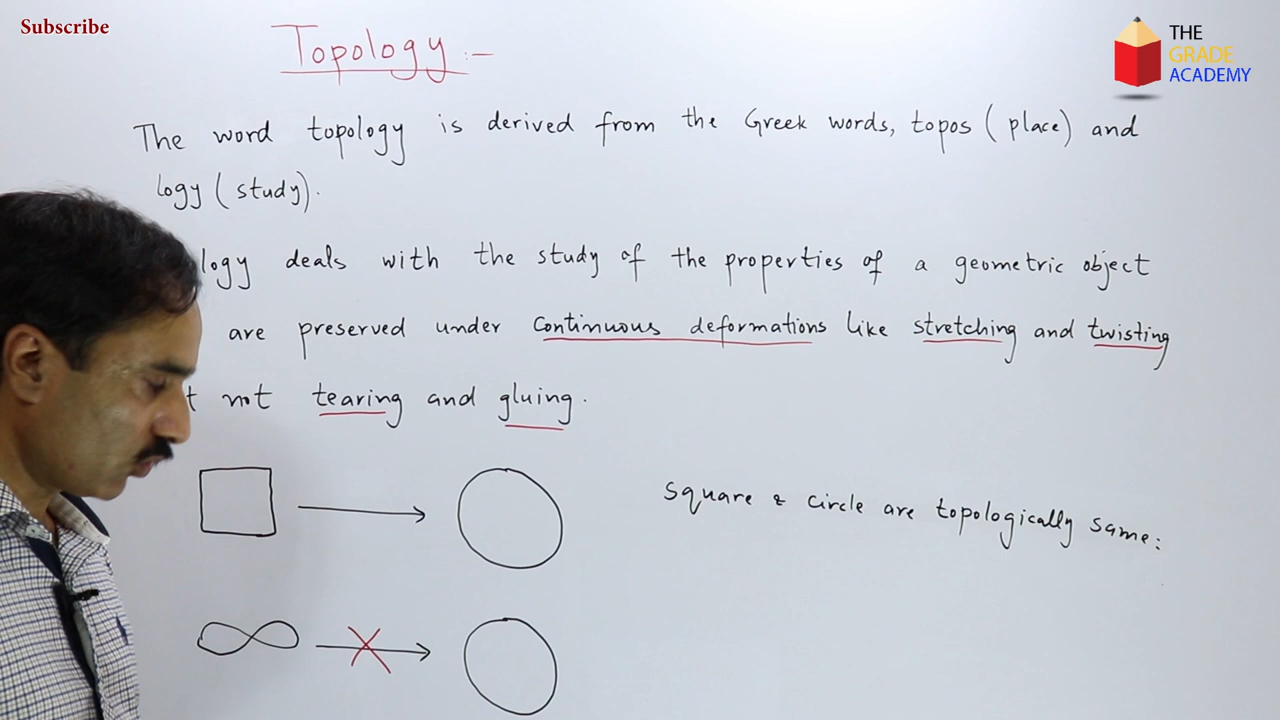 Subscribe
THE
GRADE
ACADEMY
Topology :-
The word topology is derived from the Greek words, topos (place) and
logy (study).
logy deals with the study of the properties of a geometric object
are preserved under continuous deformations like stretching and twisting
t not tearing and gluing.
Square & Circle are topologically same: